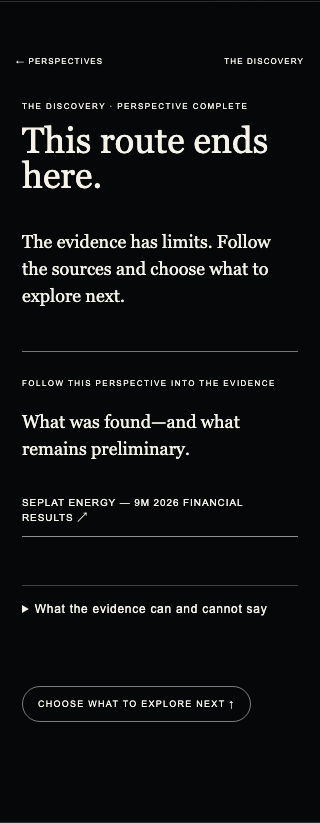 ← PERSPECTIVES
THE DISCOVERY
THE DISCOVERY · PERSPECTIVE COMPLETE
This route ends
here.
The evidence has limits. Follow
the sources and choose what to
explore next.
FOLLOW THIS PERSPECTIVE INTO THE EVIDENCE
What was found—and what
remains preliminary.
SEPLAT ENERGY — 9M 2026 FINANCIAL
RESULTS ↗
▶ What the evidence can and cannot say
CHOOSE WHAT TO EXPLORE NEXT ↑